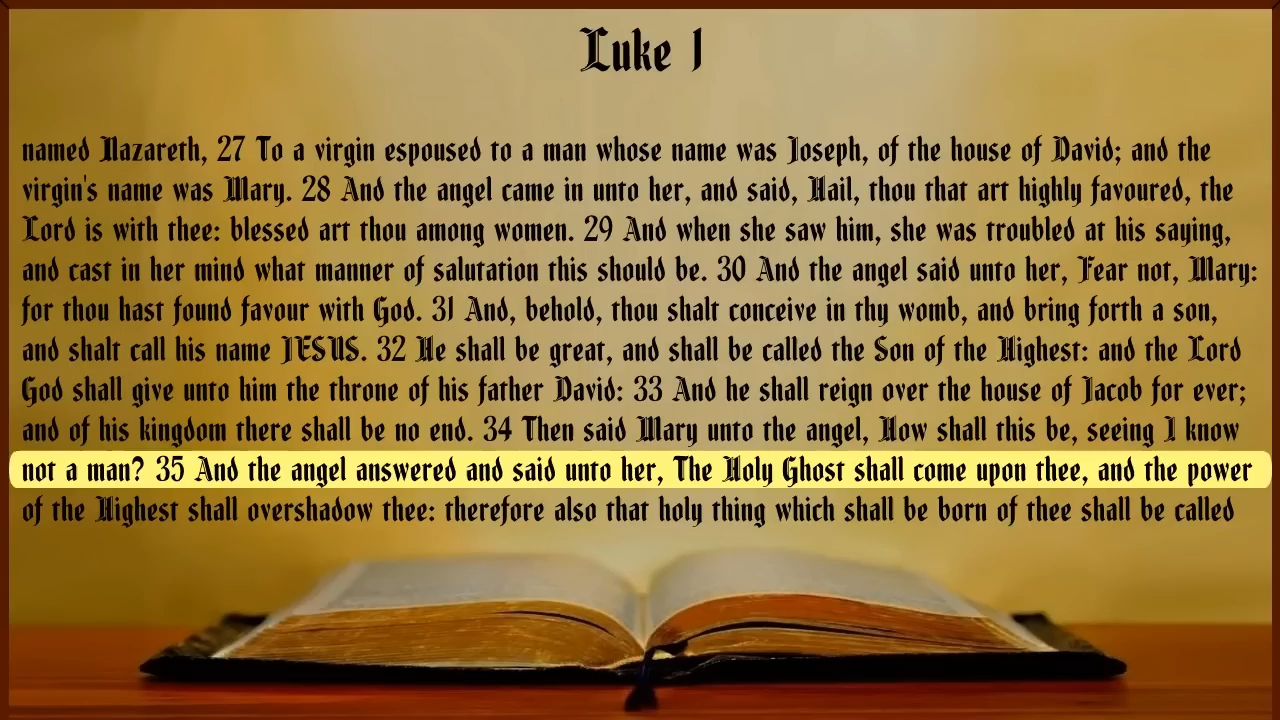 Luke 1
named Nazareth, 27 To a virgin espoused to a man whose name was Joseph, of the house of David; and the
virgin's name was Mary. 28 And the angel came in unto her, and said, Hail, thou that art highly favoured, the
Lord is with thee: blessed art thou among women. 29 And when she saw him, she was troubled at his saying,
and cast in her mind what manner of salutation this should be. 30 And the angel said unto her, Fear not, Mary:
for thou hast found favour with God. 31 And, behold, thou shalt conceive in thy womb, and bring forth a son,
and shalt call his name JESUS. 32 He shall be great, and shall be called the Son of the Highest: and the Lord
God shall give unto him the throne of his father David: 33 And he shall reign over the house of Jacob for ever;
and of his kingdom there shall be no end. 34 Then said Mary unto the angel, How shall this be, seeing I know
not a man? 35 And the angel answered and said unto her, The Holy Ghost shall come upon thee, and the power
of the Highest shall overshadow thee: therefore also that holy thing which shall be born of thee shall be called